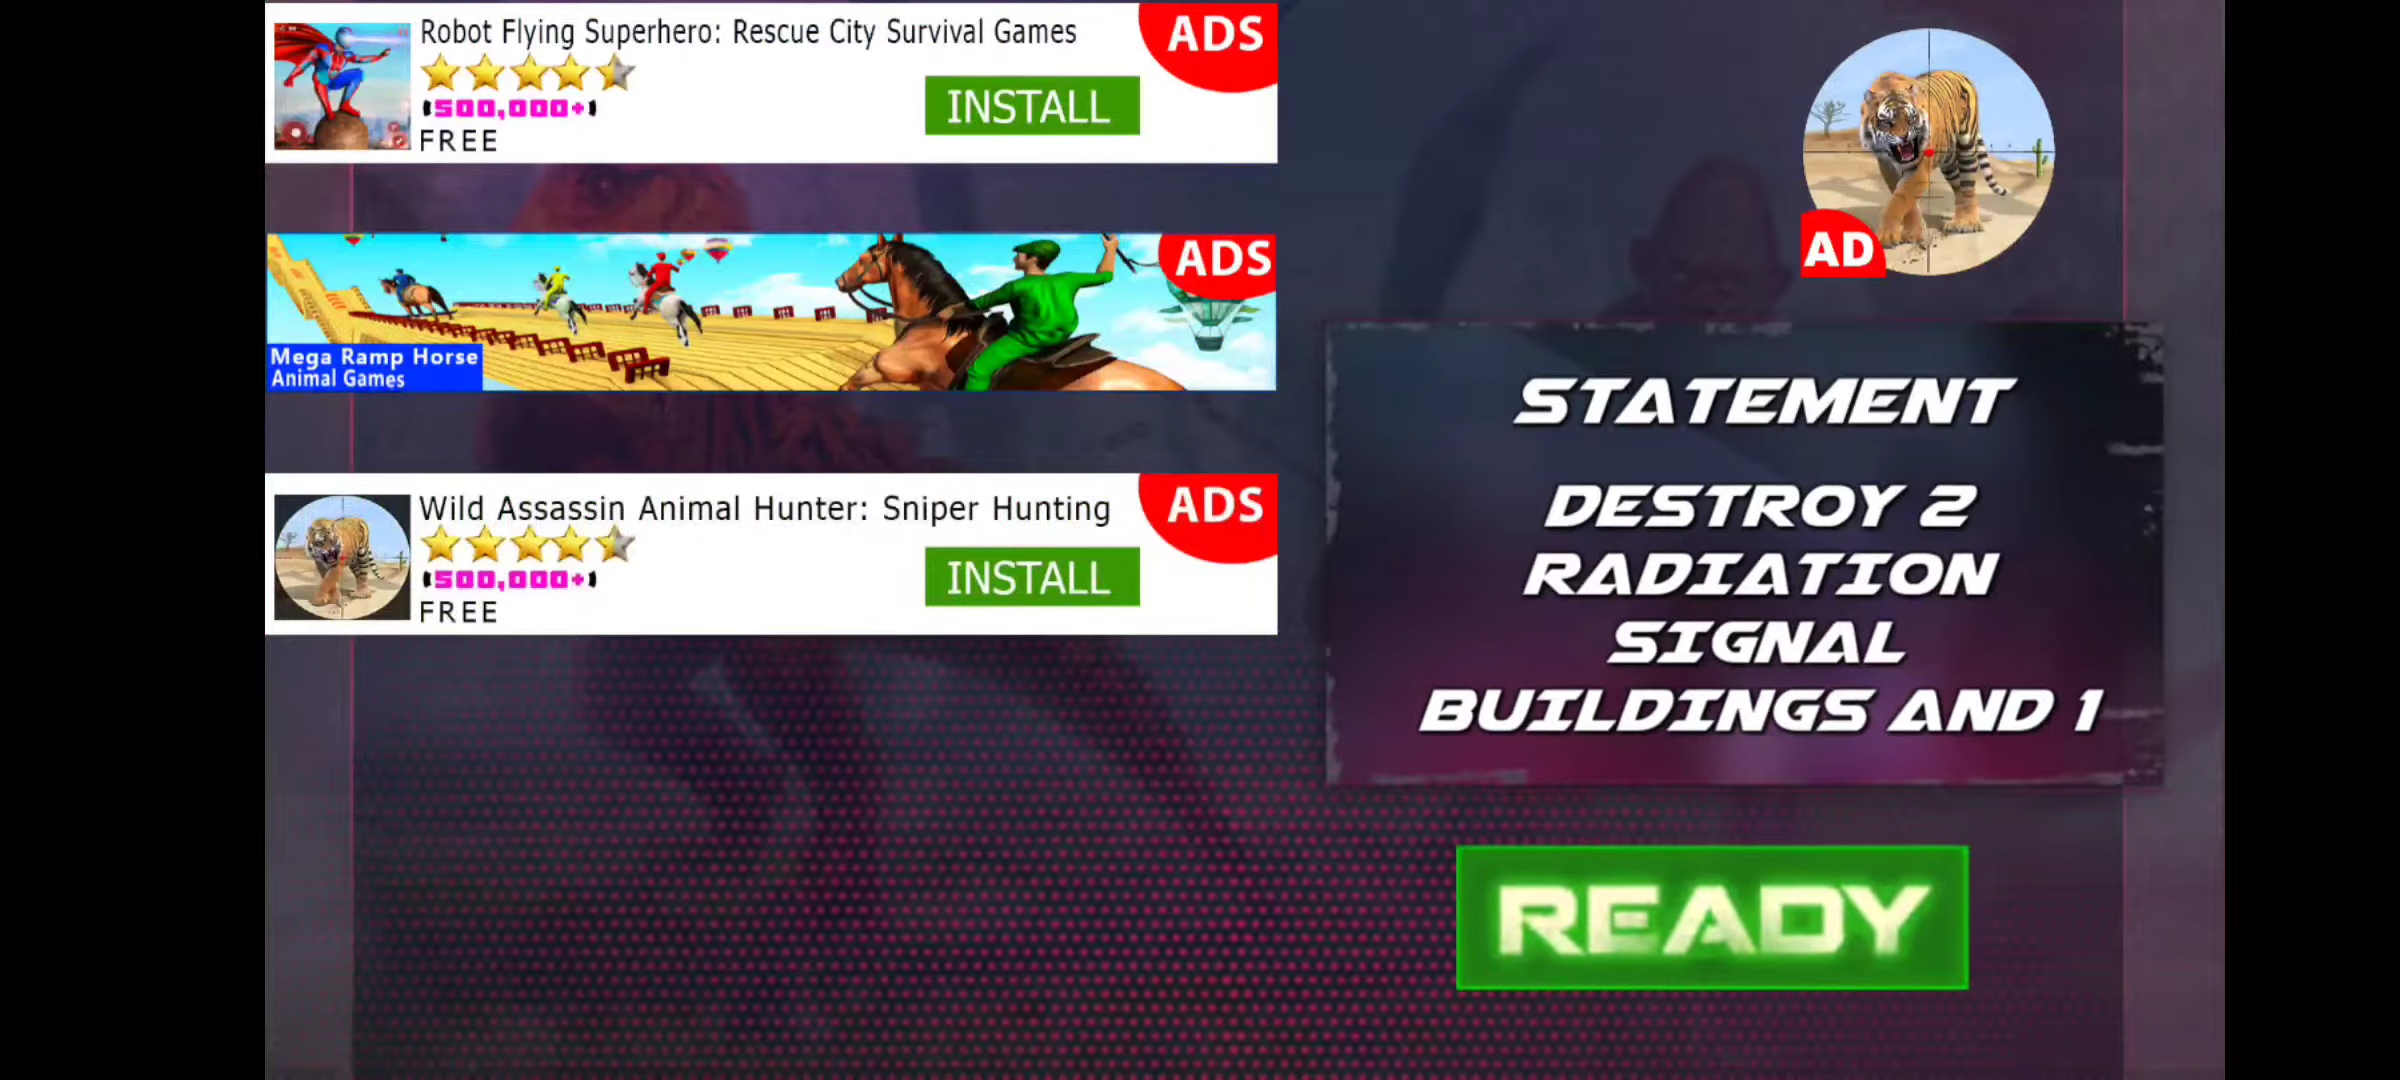 Robot Flying Superhero: Rescue City Survival Games
ADS
(500,000+)
INSTALL
FREE
ADS
Mega Ramp Horse
Animal Games
Wild Assassin Animal Hunter: Sniper Hunting
ADS
(500,000+)
INSTALL
FREE
AD
STATEMENT
DESTROY 2
RADIATION
SIGNAL
BUILDINGS AND 1
READY